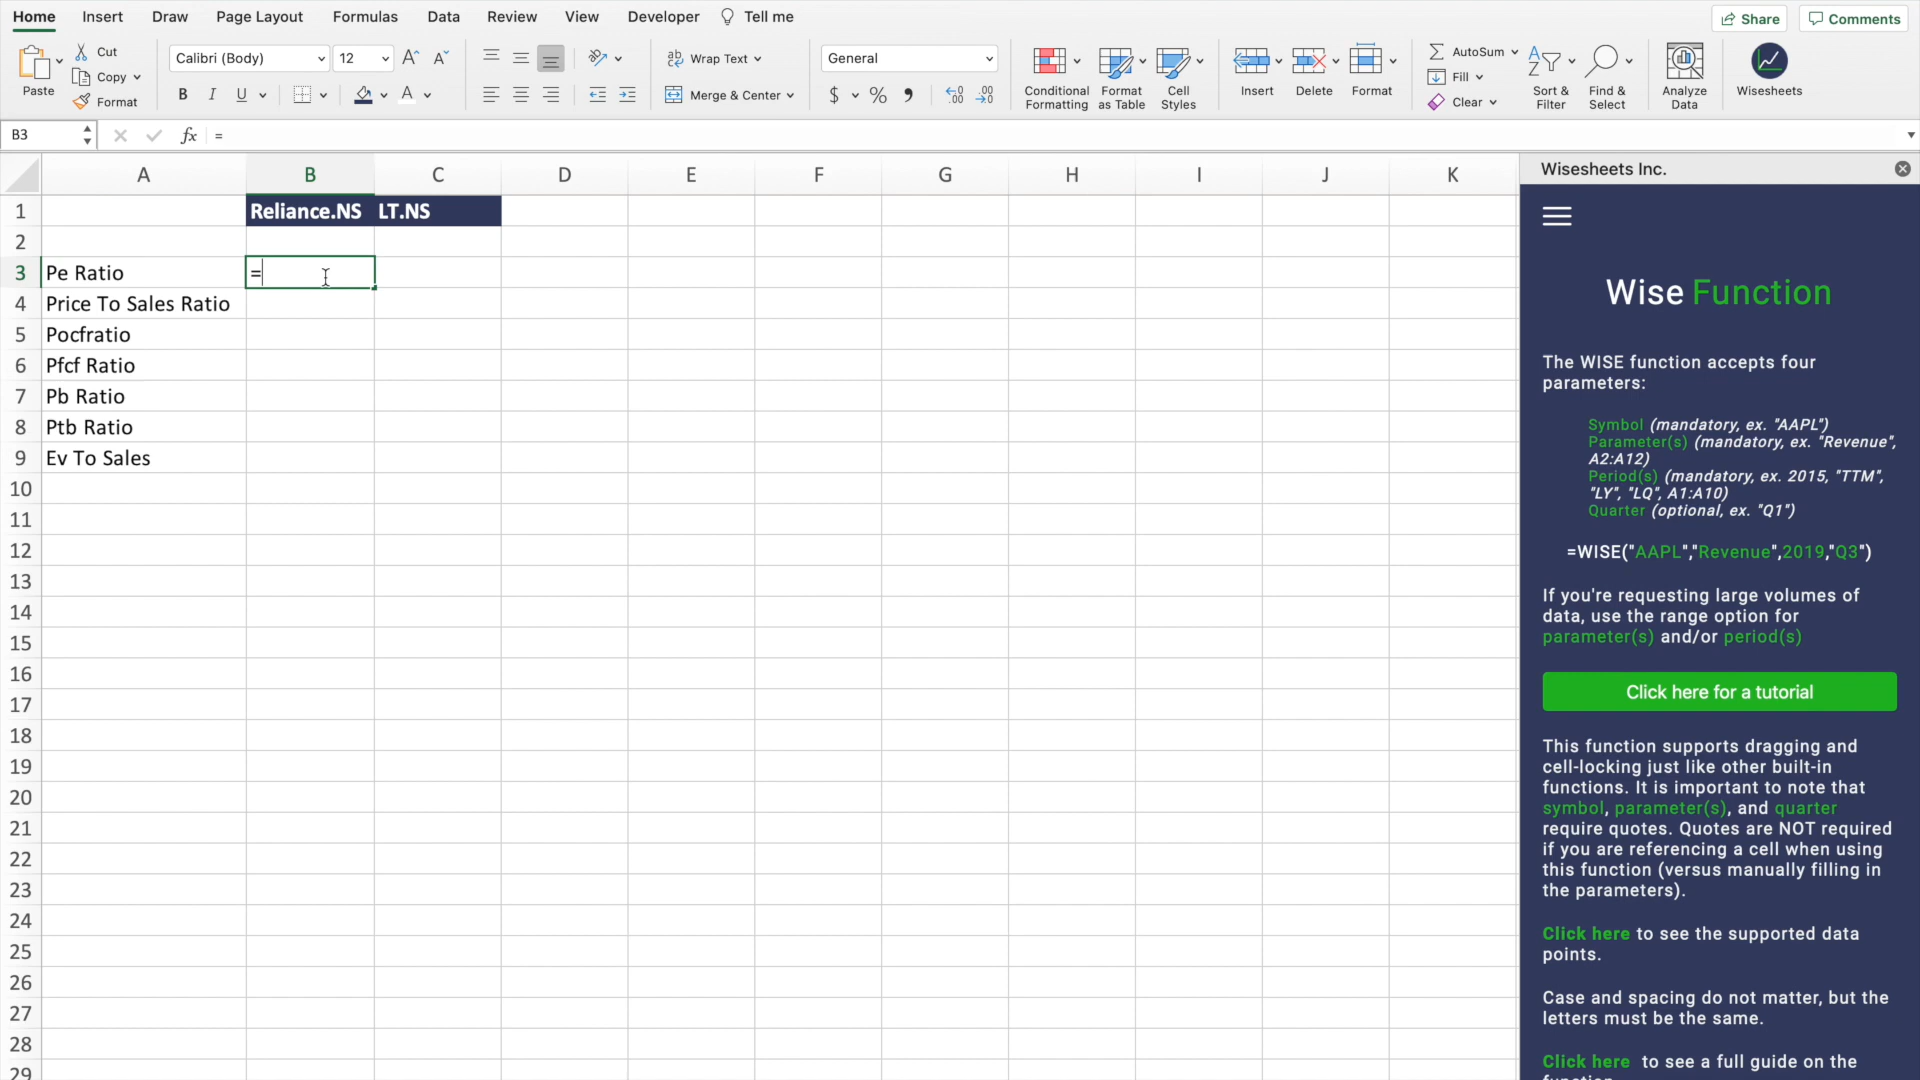 Home Insert Draw Page Layout Formulas Data Review View Developer Tell me Share Comments
Paste Cut Copy Format
Calibri (Body) 12 A^ A˅
B I U A
Wrap Text
Merge & Center
General
$ % 9 .0 .00 .00 .0
Conditional Formatting
Format as Table
Cell Styles
Insert Delete Format
AutoSum
Fill
Clear
Sort & Filter
Find & Select
Analyze Data
Wisesheets
B3 fx =
A B C D E F G H I J K
1 Reliance.NS LT.NS
2
3 Pe Ratio =
4 Price To Sales Ratio
5 Pocfratio
6 Pfcf Ratio
7 Pb Ratio
8 Ptb Ratio
9 Ev To Sales
10
11
12
13
14
15
16
17
18
19
20
21
22
23
24
25
26
27
28
29
Wisesheets Inc.
Wise Function
The WISE function accepts four
parameters:
Symbol (mandatory, ex. "AAPL")
Parameter(s) (mandatory, ex. "Revenue",
A2:A12)
Period(s) (mandatory, ex. 2015, "TTM",
"LY", "LQ", A1:A10)
Quarter (optional, ex. "Q1")
=WISE("AAPL","Revenue",2019,"Q3")
If you're requesting large volumes of
data, use the range option for
parameter(s) and/or period(s)
Click here for a tutorial
This function supports dragging and
cell-locking just like other built-in
functions. It is important to note that
symbol, parameter(s), and quarter
require quotes. Quotes are NOT required
if you are referencing a cell when using
this function (versus manually filling in
the parameters).
Click here to see the supported data
points.
Case and spacing do not matter, but the
letters must be the same.
Click here to see a full guide on the